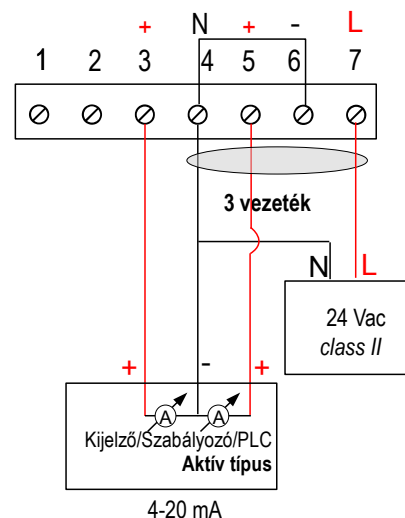 + N + - L
1 2 3 4 5 6 7
3 vezeték
N L
24 Vac
class II
+ - +
A A
Kijelző/Szabályozó/PLC
Aktív típus
4-20 mA